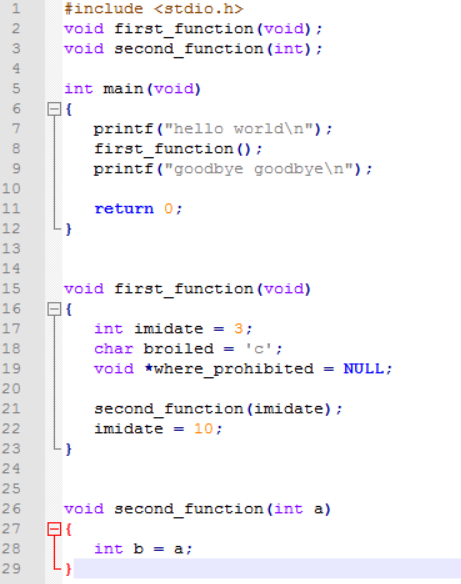 1 #include <stdio.h>
2 void first_function(void);
3 void second_function(int);
4
5 int main(void)
6 {
7 printf("hello world\n");
8 first_function();
9 printf("goodbye goodbye\n");
10
11 return 0;
12 }
13
14
15 void first_function(void)
16 {
17 int imidate = 3;
18 char broiled = 'c';
19 void *where_prohibited = NULL;
20
21 second_function(imidate);
22 imidate = 10;
23 }
24
25
26 void second_function(int a)
27 {
28 int b = a;
29 }